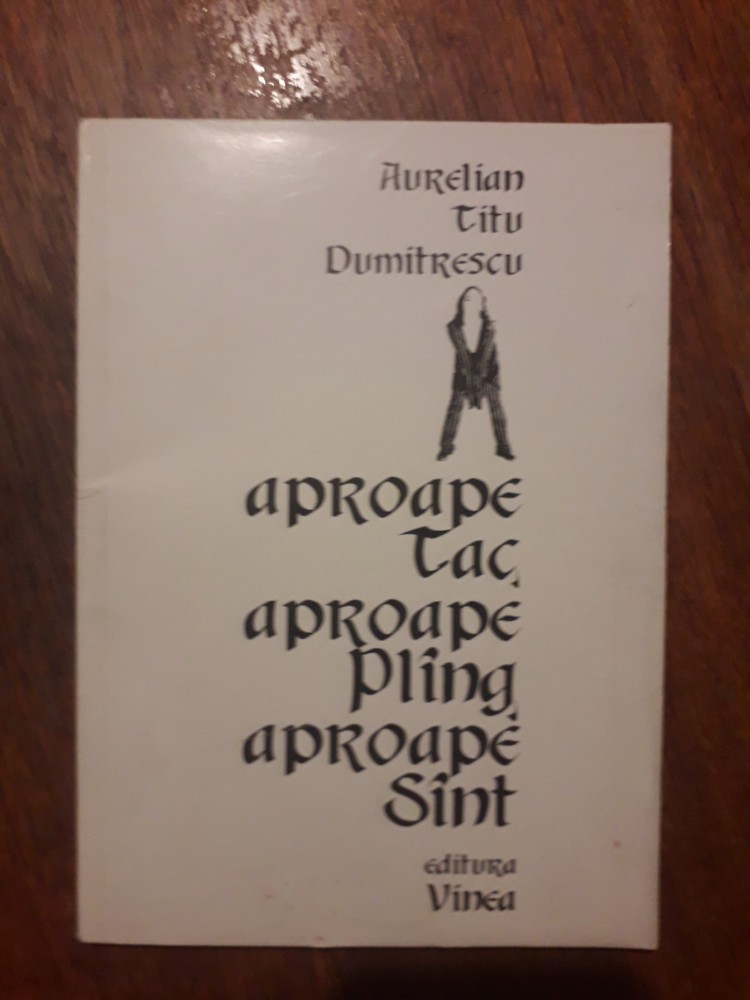 Aurelian
Titu
Dumitrescu
aproape
Tac,
aproape
Plîng,
aproape
Sînt
editura
Vinea